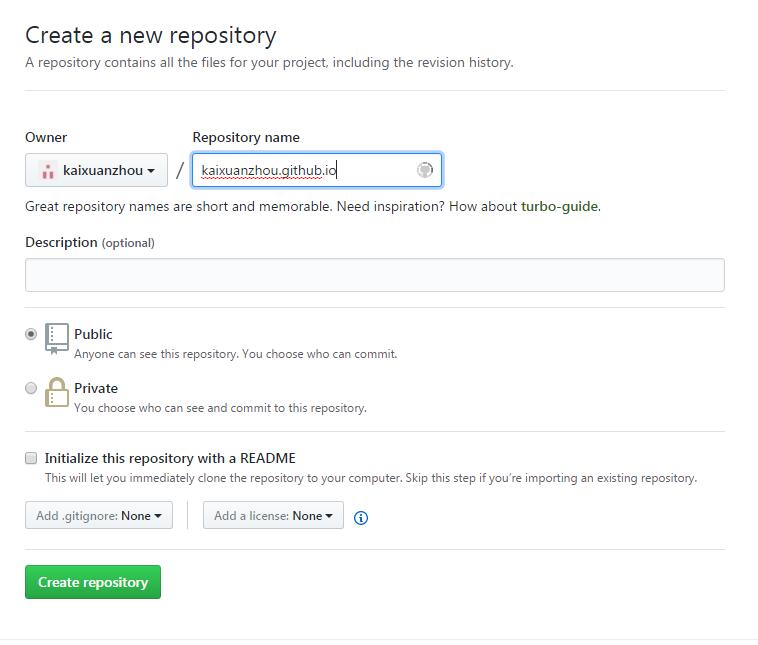 Create a new repository
A repository contains all the files for your project, including the revision history.
Owner Repository name
kaixuanzhou / kaixuanzhou.github.io
Great repository names are short and memorable. Need inspiration? How about turbo-guide.
Description (optional)
Public
Anyone can see this repository. You choose who can commit.
Private
You choose who can see and commit to this repository.
Initialize this repository with a README
This will let you immediately clone the repository to your computer. Skip this step if you’re importing an existing repository.
Add .gitignore: None Add a license: None
Create repository